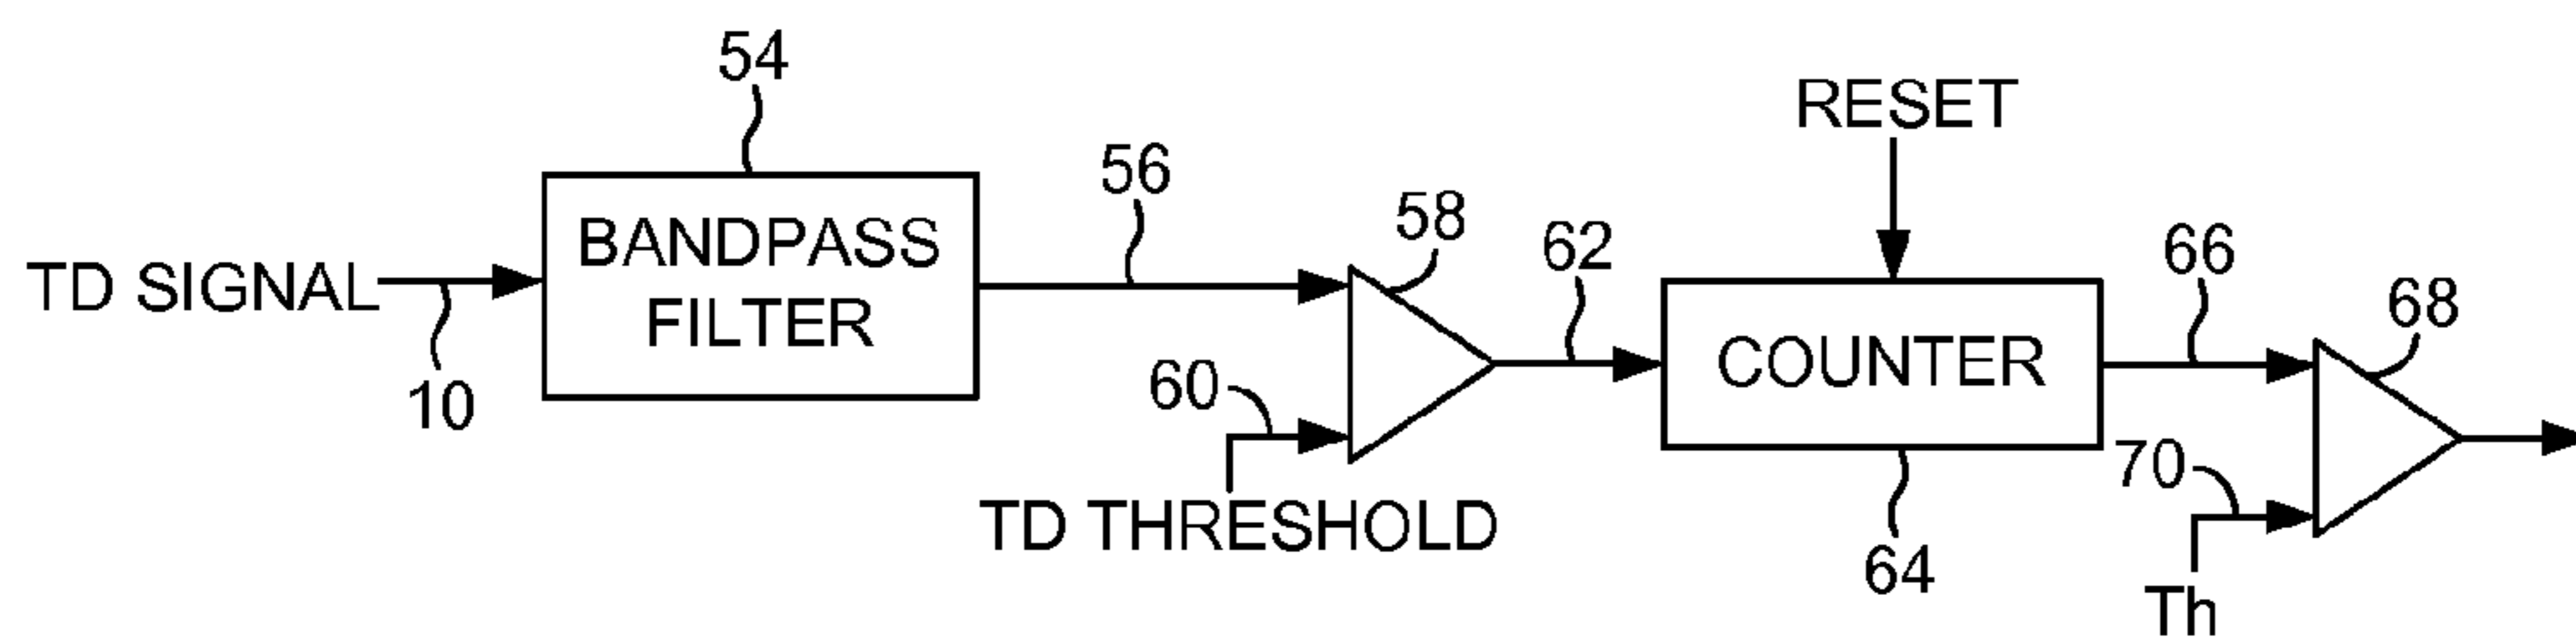 54
RESET
56
58
62
66
68
BANDPASS
FILTER
TD SIGNAL
10
60
COUNTER
70
TD THRESHOLD
64
Th